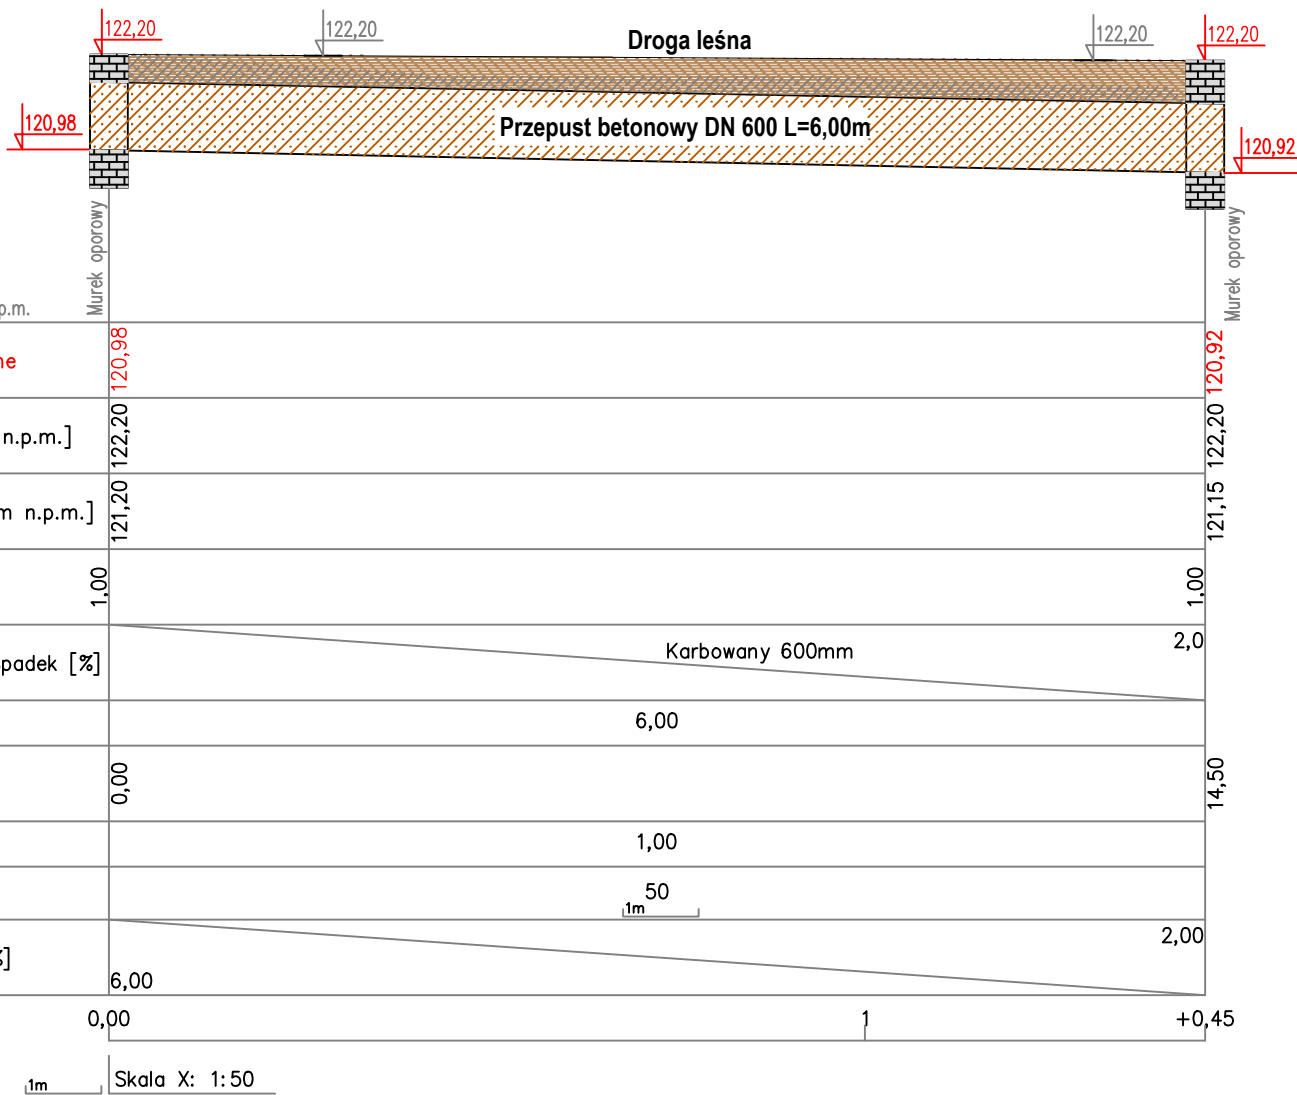 122,20
122,20
Droga leśna
122,20
122,20
120,98
Przepust betonowy DN 600 L=6,00m
120,92
Murek oporowy
Murek oporowy
p.m.
120,98
120,92
ne
122,20
122,20
n.p.m.]
121,20
121,15
m n.p.m.]
1,00
1,00
Karbowany 600mm
2,0
padek [%]
6,00
0,00
14,50
1,00
50
1m
2,00
%]
6,00
0,00
1
+0,45
1m
Skala X: 1:50